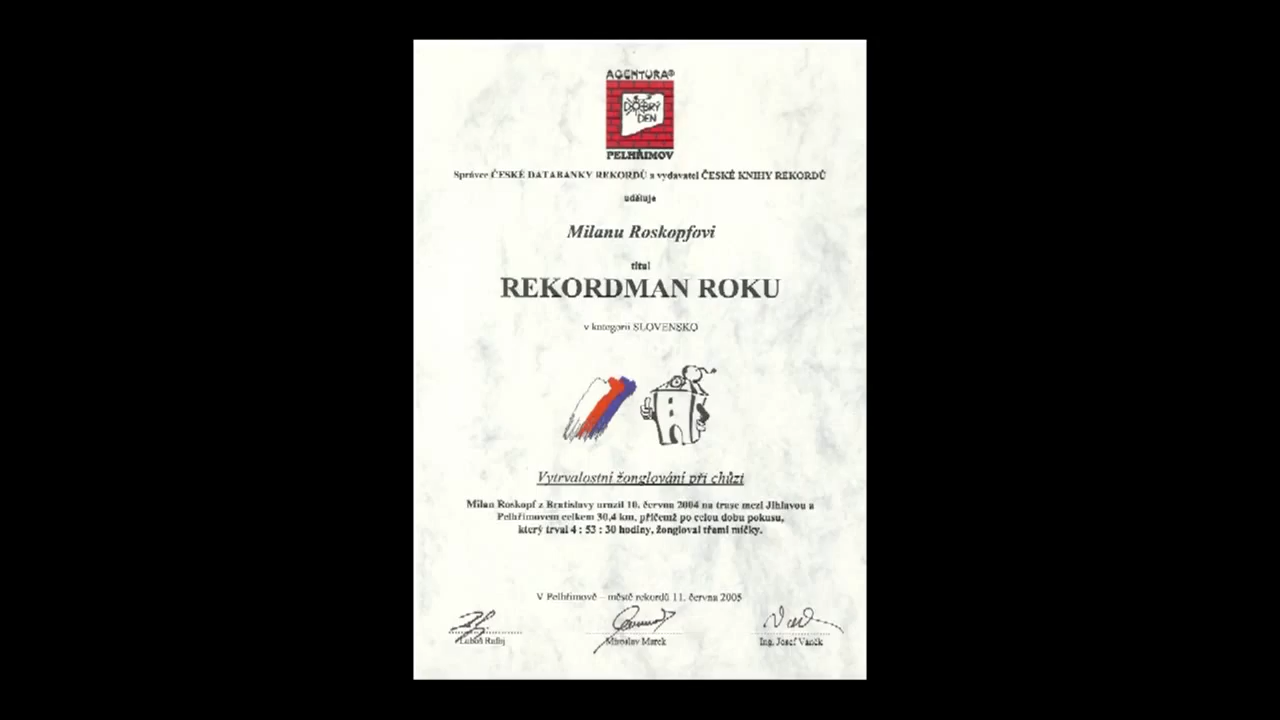 AGENTURA®
DOBRÝ
DEN
PELHŘIMOV
Správce ČESKÉ DATABANKY REKORDŮ a vydavatel ČESKÉ KNIHY REKORDŮ
uděluje
Milanu Roskopfovi
titul
REKORDMAN ROKU
v kategorii SLOVENSKO
Vytrvalostní žonglování při chůzi
Milan Roskopf z Bratislavy urazil 10. června 2004 na trase mezi Jihlavou a
Pelhřimovem celkem 30,4 km, přičemž po celou dobu pokusu,
který trval 4 : 53 : 30 hodiny, žongloval třemi míčky.
V Pelhřimově – městě rekordů 11. června 2005
Luboš Rafaj
Miroslav Marek
Ing. Josef Vaněk